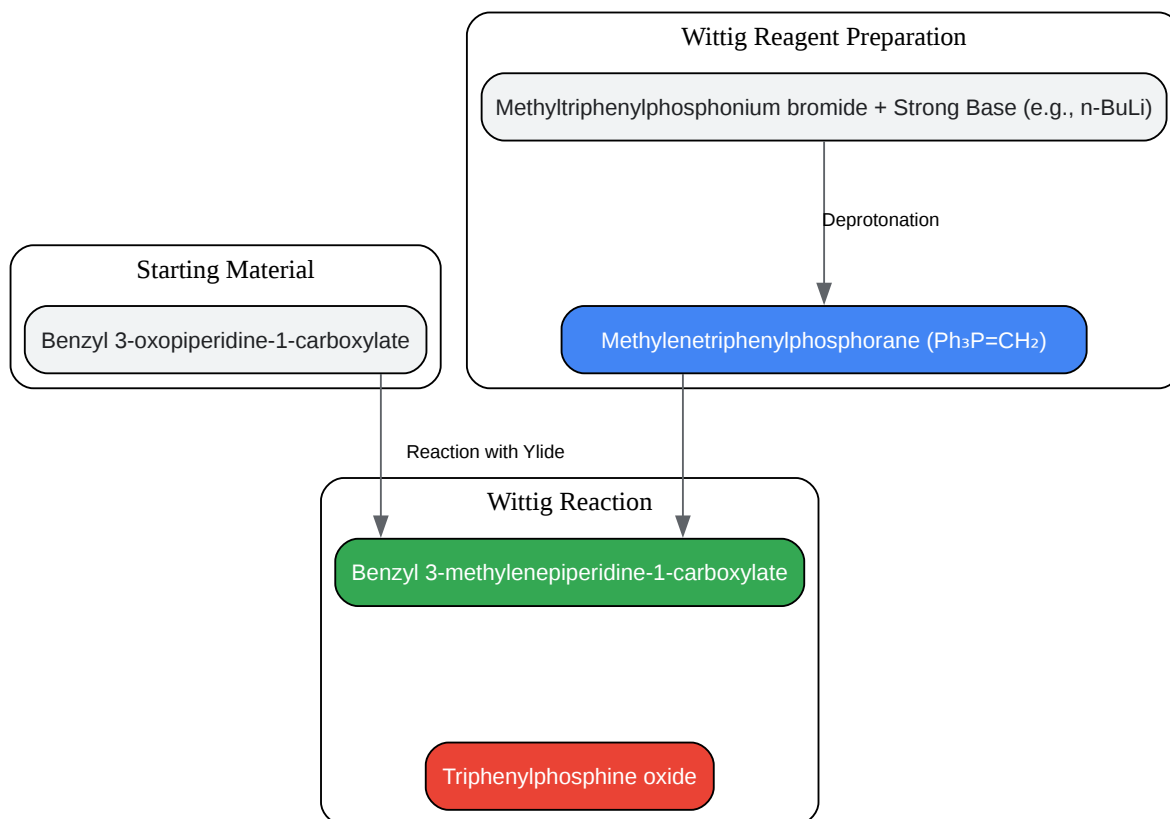 Wittig Reagent Preparation
Methyltriphenylphosphonium bromide + Strong Base (e.g., n-BuLi)
Deprotonation
Starting Material
Benzyl 3-oxopiperidine-1-carboxylate
Methylenetriphenylphosphorane (Ph₃P=CH₂)
Reaction with Ylide
Wittig Reaction
Benzyl 3-methylenepiperidine-1-carboxylate
Triphenylphosphine oxide